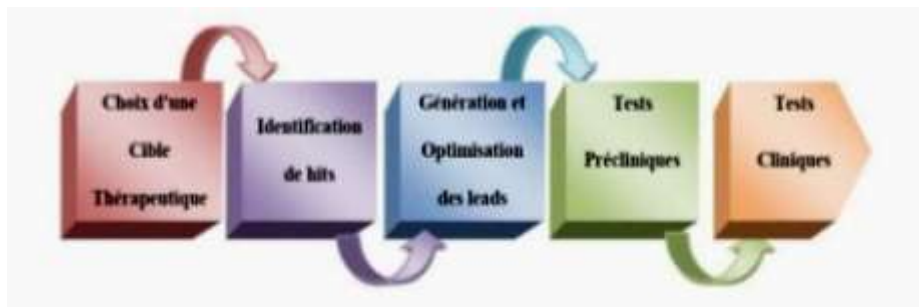 Choix d'une
Cible
Thérapeutique
Identification
de hits
Génération et
Optimisation
des leads
Tests
Précliniques
Tests
Cliniques